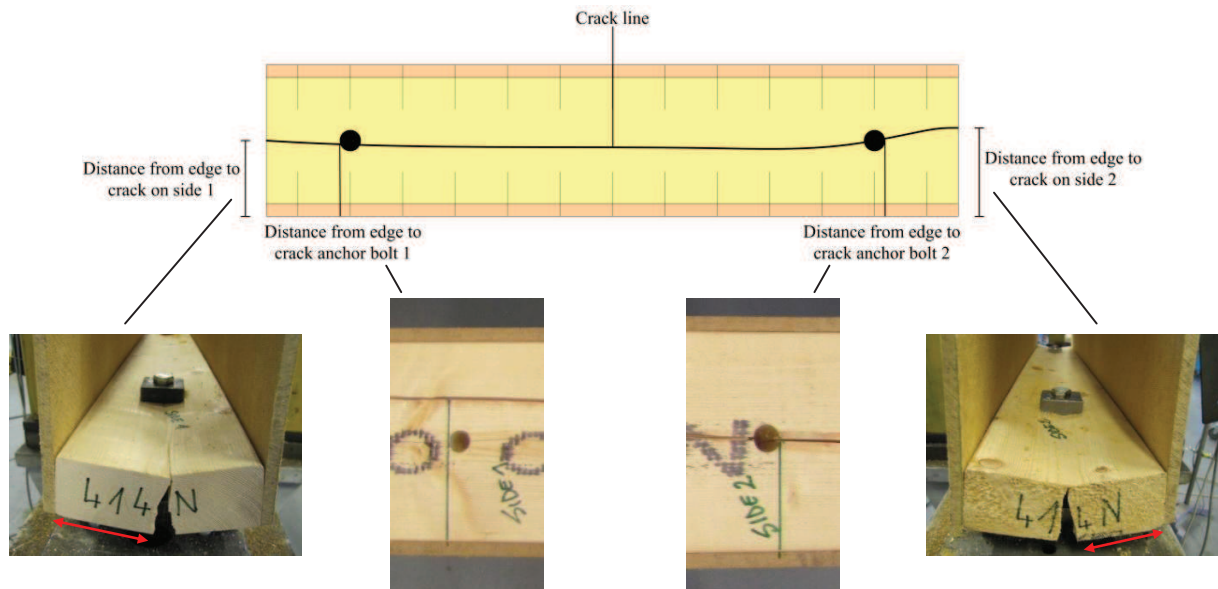 Crack line
Distance from edge to
crack on side 1
Distance from edge to
crack on side 2
Distance from edge to
crack anchor bolt 1
Distance from edge to
crack anchor bolt 2
414N
SIDE 1
SIDE 2
414N